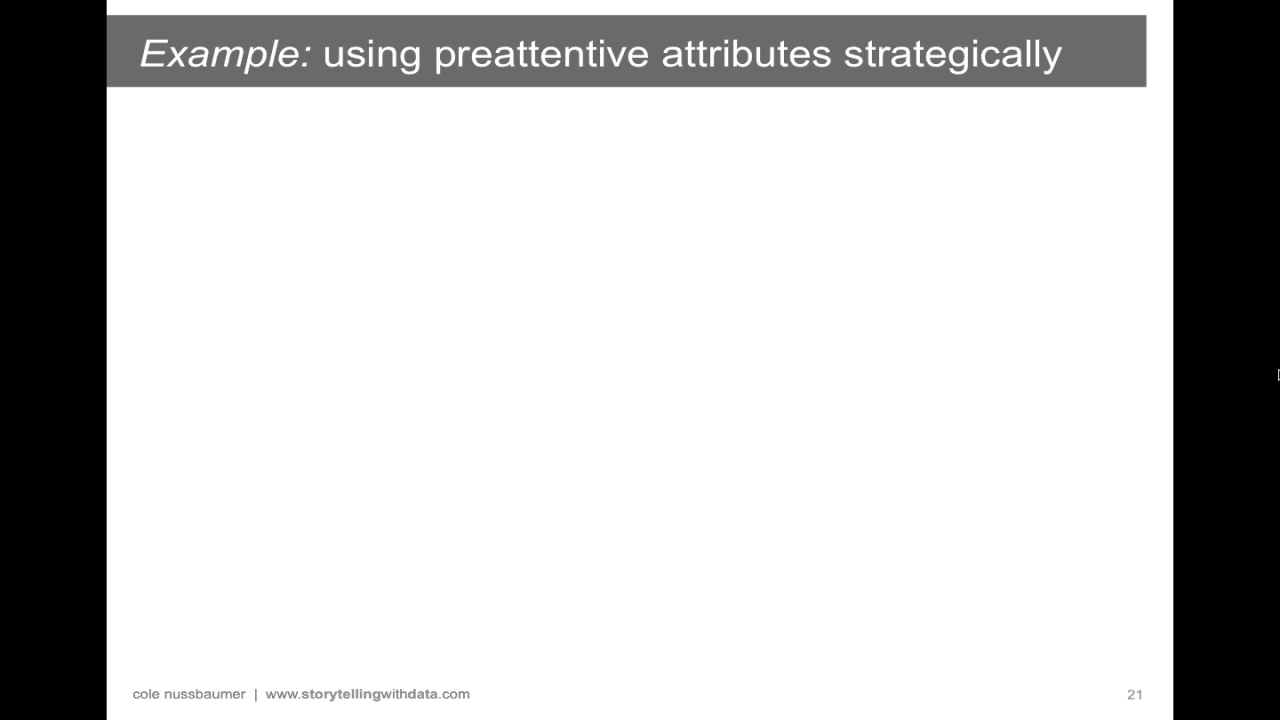 Example: using preattentive attributes strategically
cole nussbaumer | www.storytellingwithdata.com
21